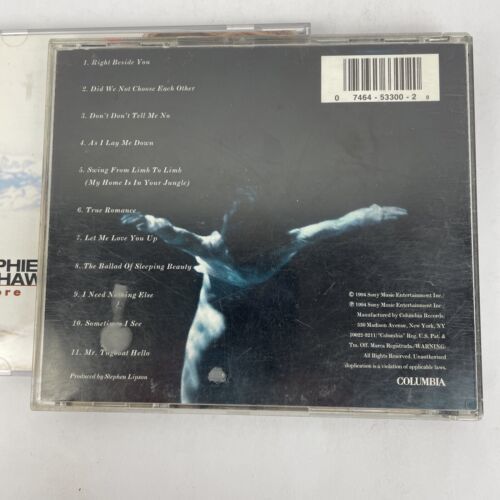 1. Right Beside You
2. Did We Not Choose Each Other
3. Don't Don't Tell Me No
4. As I Lay Me Down
5. Swing From Limb To Limb
(My Home Is In Your Jungle)
6. True Romance
7. Let Me Love You Up
8. The Ballad Of Sleeping Beauty
9. I Need Nothing Else
10. Sometimes I See
11. Mr. Tugboat Hello
Produced by Stephen Lipson
0 7464-53300-2 8
© 1994 Sony Music Entertainment Inc.
℗ 1994 Sony Music Entertainment Inc.
Manufactured by Columbia Records
550 Madison Avenue, New York, NY
10022-3211/"Columbia" Reg. U.S. Pat. &
Tm. Off. Marca Registrada./WARNING:
All Rights Reserved. Unauthorized
duplication is a violation of applicable laws.
COLUMBIA
PHIE
HAW
ore